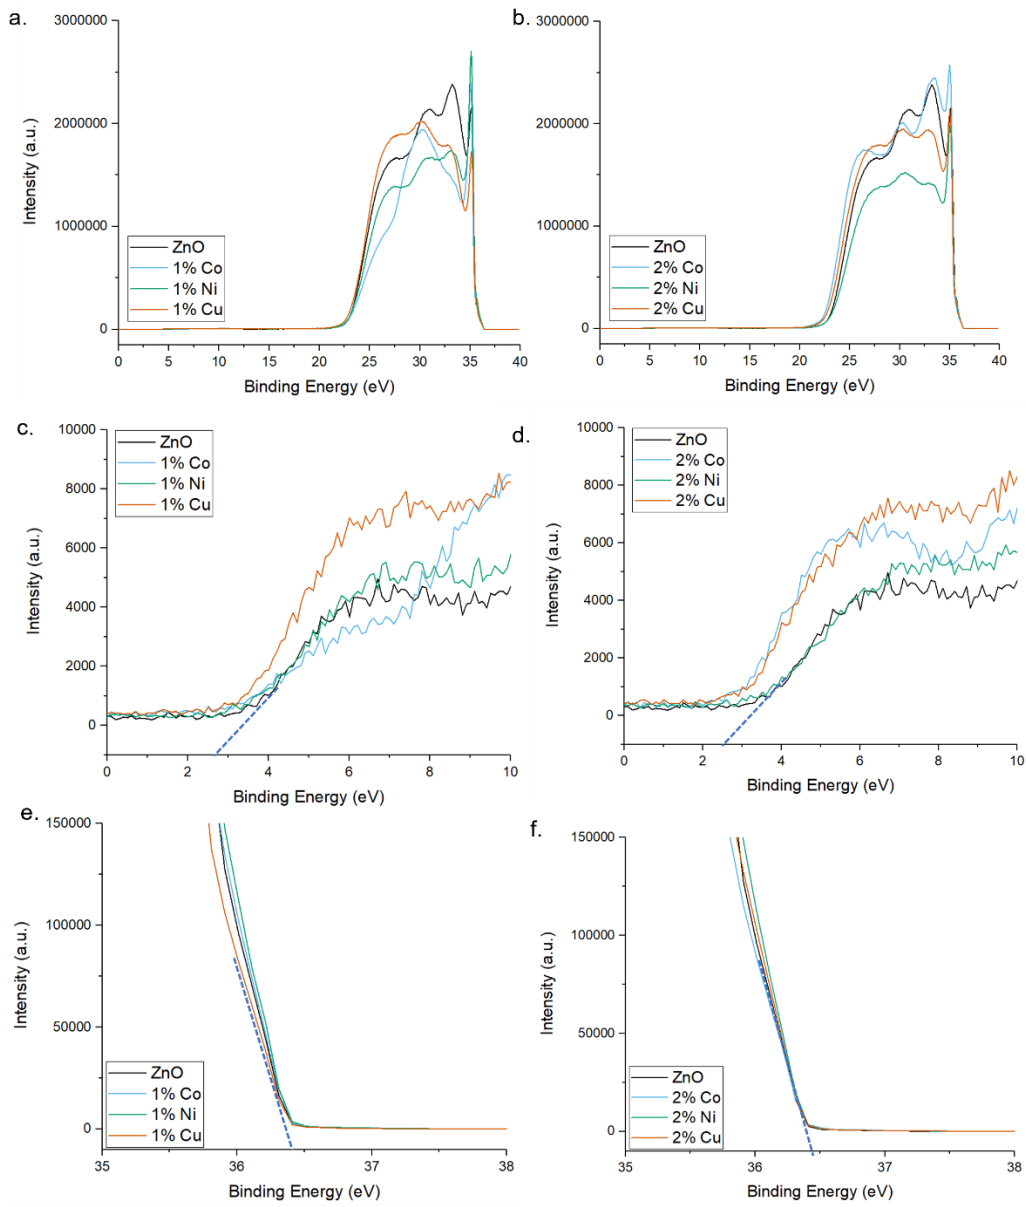 a.
3000000
2000000
1000000
0
Intensity (a.u.)
ZnO
1% Co
1% Ni
1% Cu
0 5 10 15 20 25 30 35 40
Binding Energy (eV)
b.
3000000
2000000
1000000
0
Intensity (a.u.)
ZnO
2% Co
2% Ni
2% Cu
0 5 10 15 20 25 30 35 40
Binding Energy (eV)
c.
10000
8000
6000
4000
2000
0
Intensity (a.u.)
ZnO
1% Co
1% Ni
1% Cu
0 2 4 6 8 10
Binding Energy (eV)
d.
10000
8000
6000
4000
2000
0
Intensity (a.u.)
ZnO
2% Co
2% Ni
2% Cu
0 2 4 6 8 10
Binding Energy (eV)
e.
150000
100000
50000
0
Intensity (a.u.)
ZnO
1% Co
1% Ni
1% Cu
35 36 37 38
Binding Energy (eV)
f.
150000
100000
50000
0
Intensity (a.u.)
ZnO
2% Co
2% Ni
2% Cu
35 36 37 38
Binding Energy (eV)